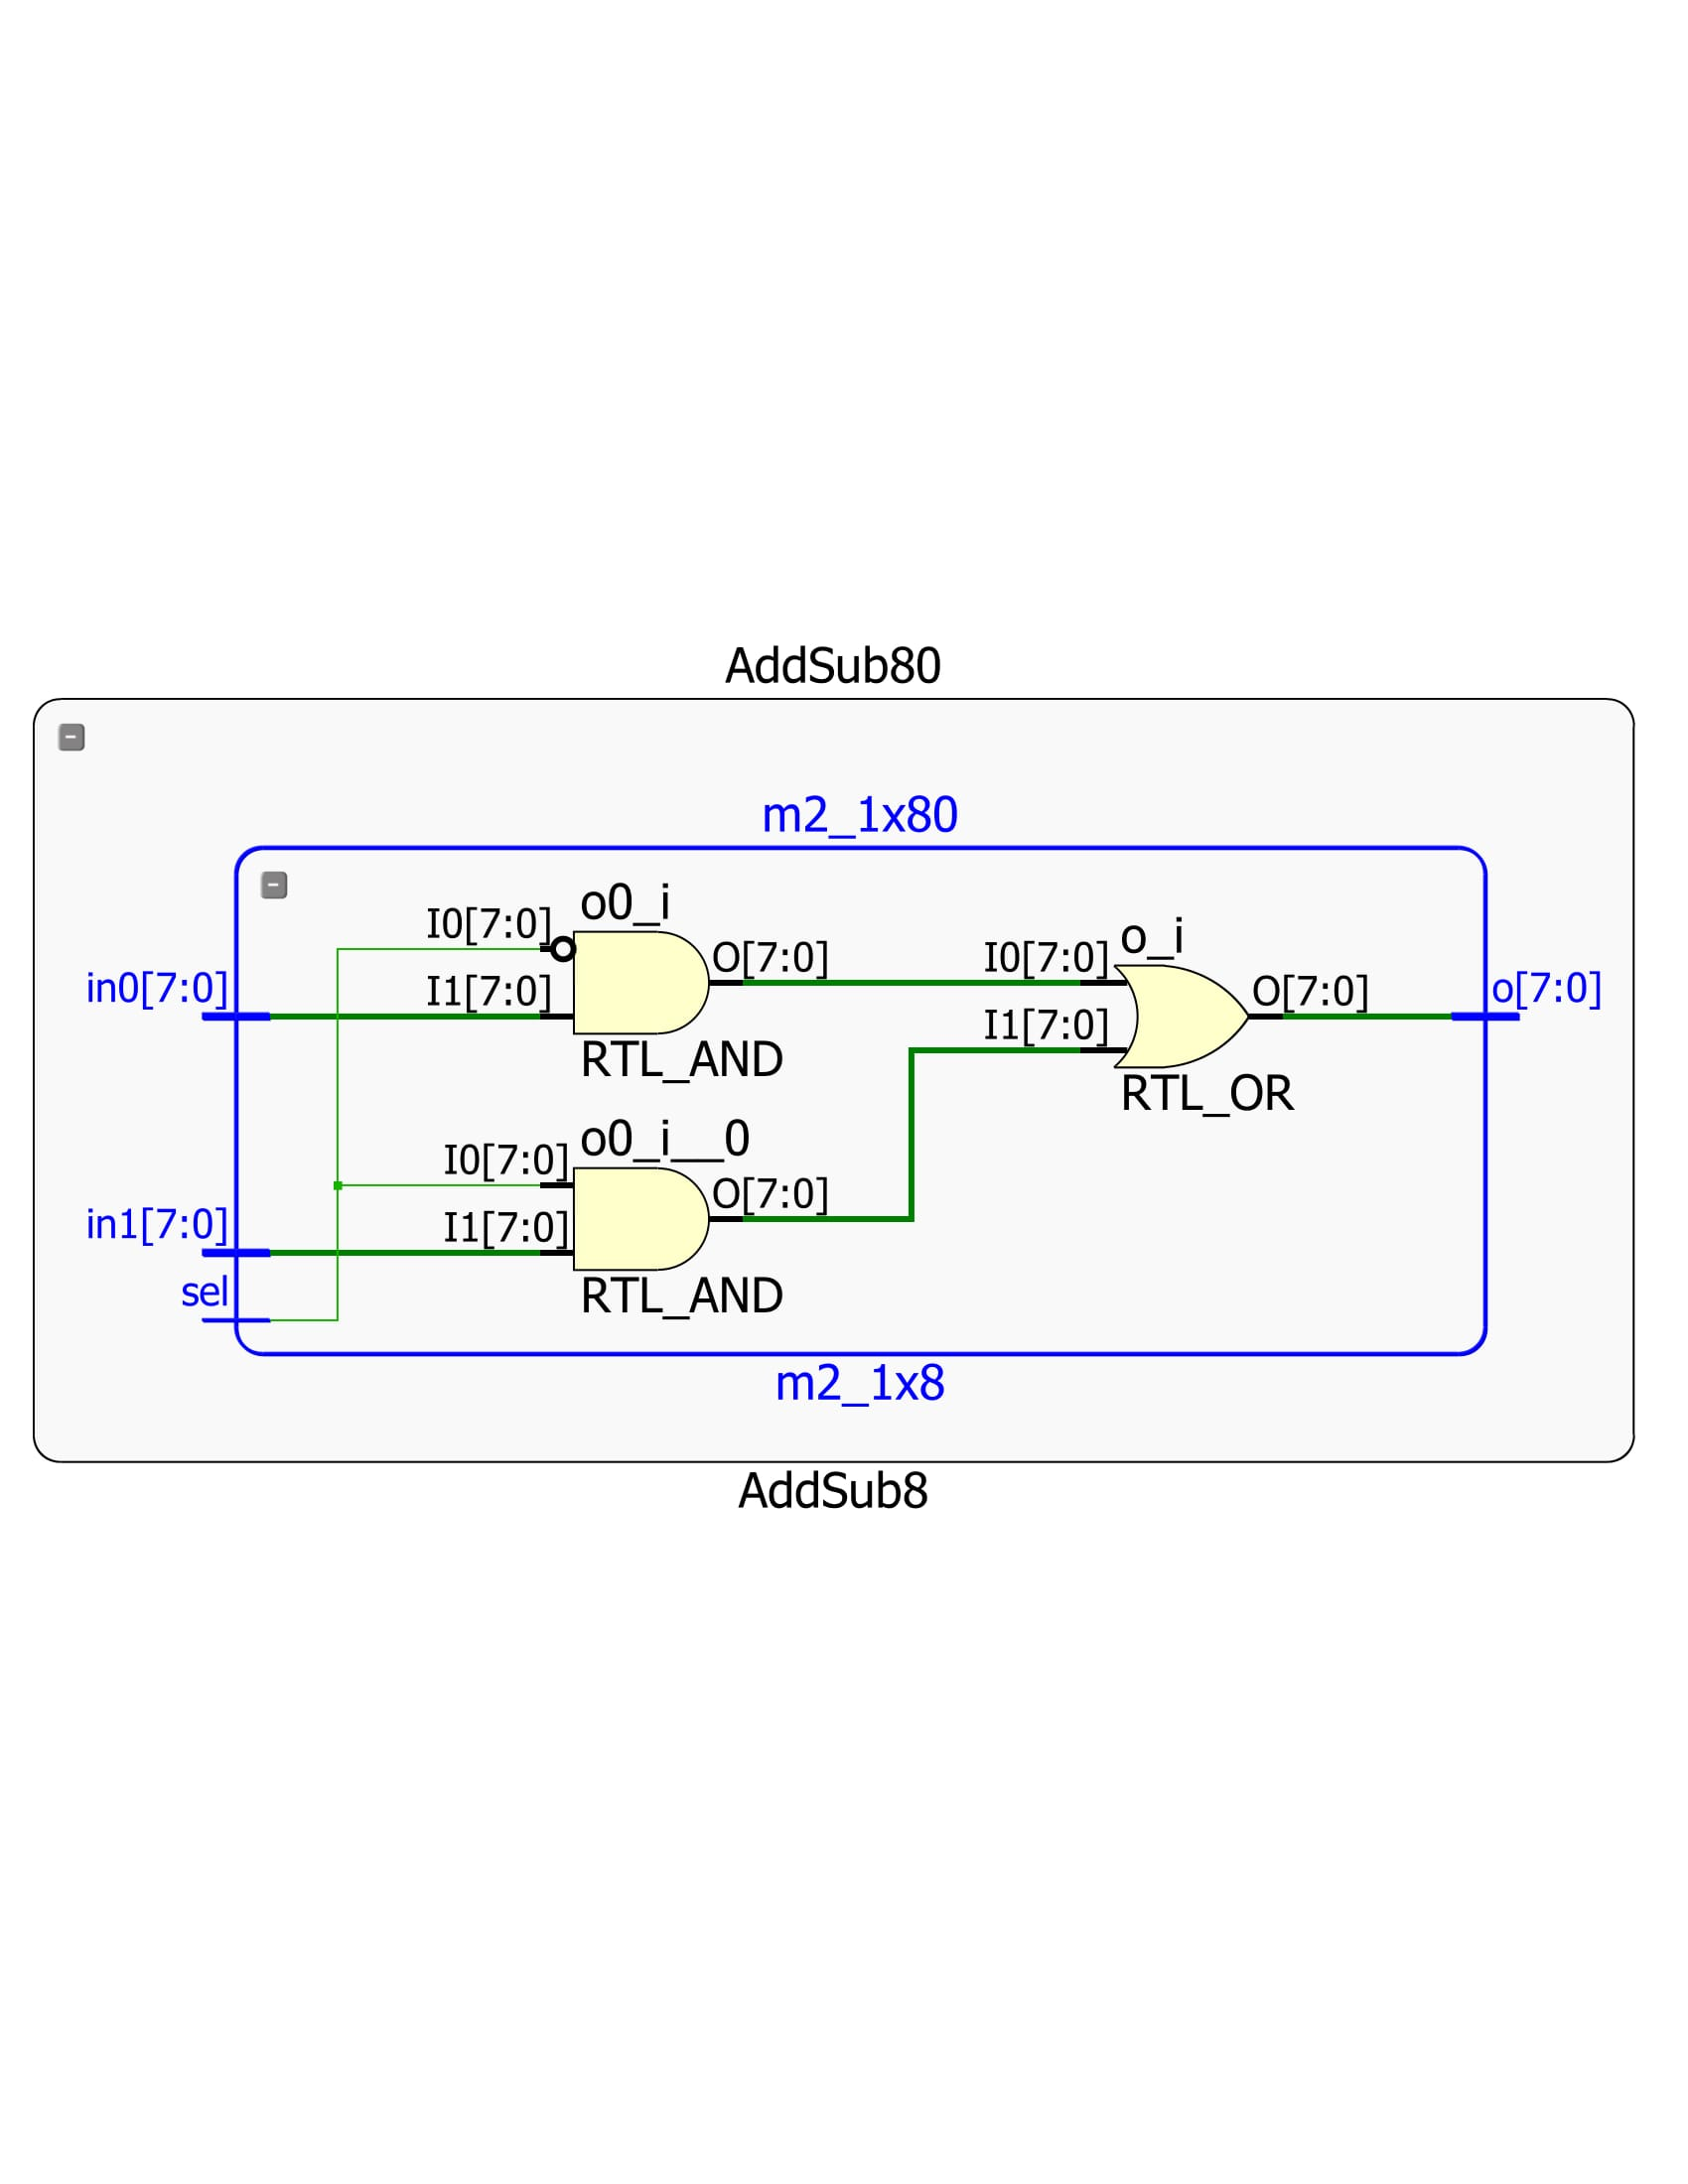 AddSub80
m2_1x80
o0_i
I0[7:0]
I1[7:0]
O[7:0]
RTL_AND
in0[7:0]
o_i
I0[7:0]
I1[7:0]
O[7:0]
RTL_OR
o[7:0]
o0_i__0
I0[7:0]
I1[7:0]
O[7:0]
RTL_AND
in1[7:0]
sel
m2_1x8
AddSub8